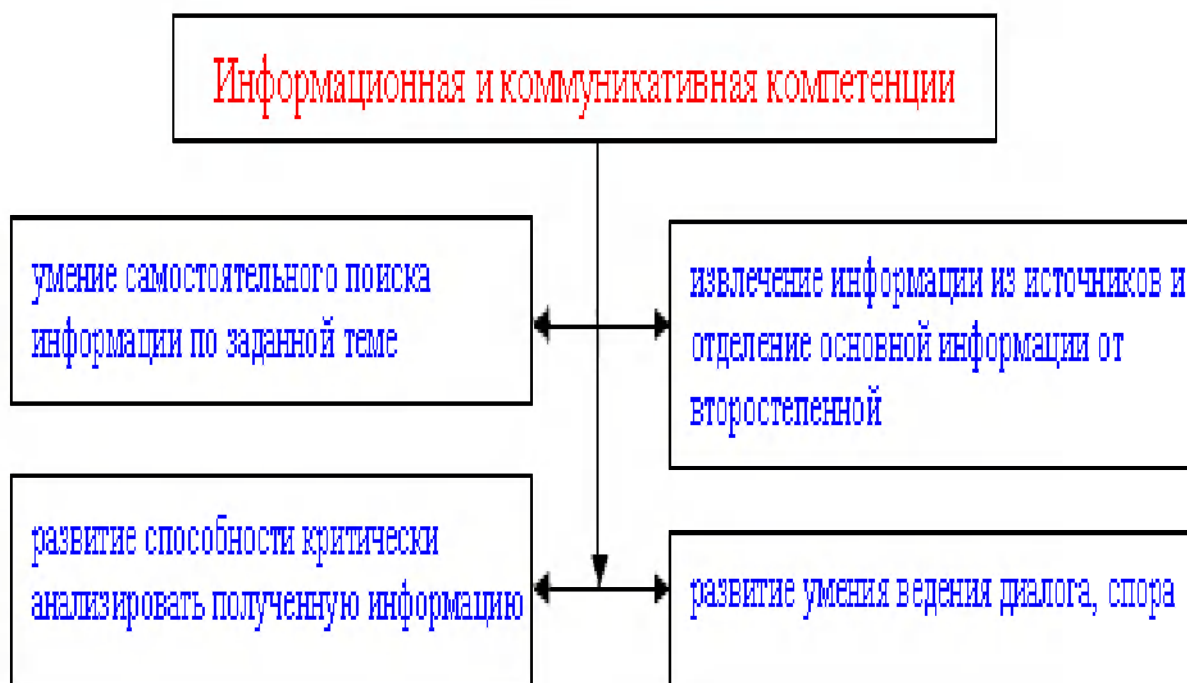 Информационная и коммуникативная компетенции
умение самостоятельного поиска
информации по заданной теме
извлечение информации из источников и
отделение основной информации от
второстепенной
развитие способности критически
анализировать полученную информацию
развитие умения ведения диалога, спора